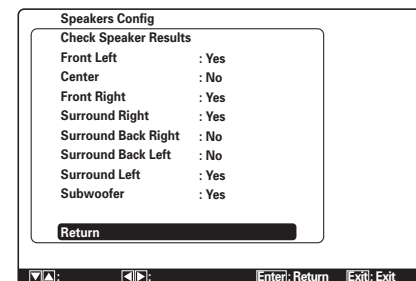 Speakers Config
Check Speaker Results
Front Left : Yes
Center : No
Front Right : Yes
Surround Right : Yes
Surround Back Right : No
Surround Back Left : No
Surround Left : Yes
Subwoofer : Yes
Return
▼▲: ◀▶: Enter: Return Exit: Exit